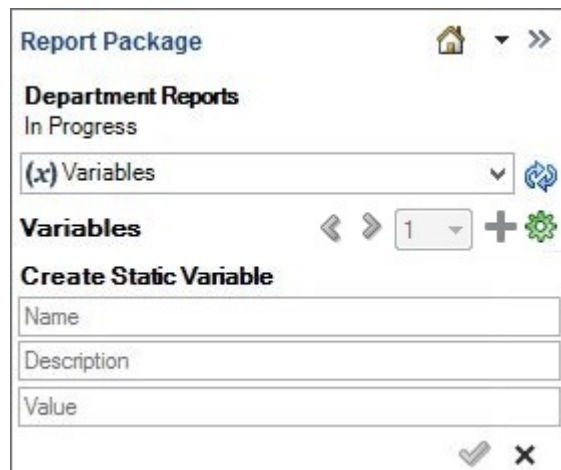 Report Package
Department Reports
In Progress
(x) Variables
Variables 1
Create Static Variable
Name
Description
Value